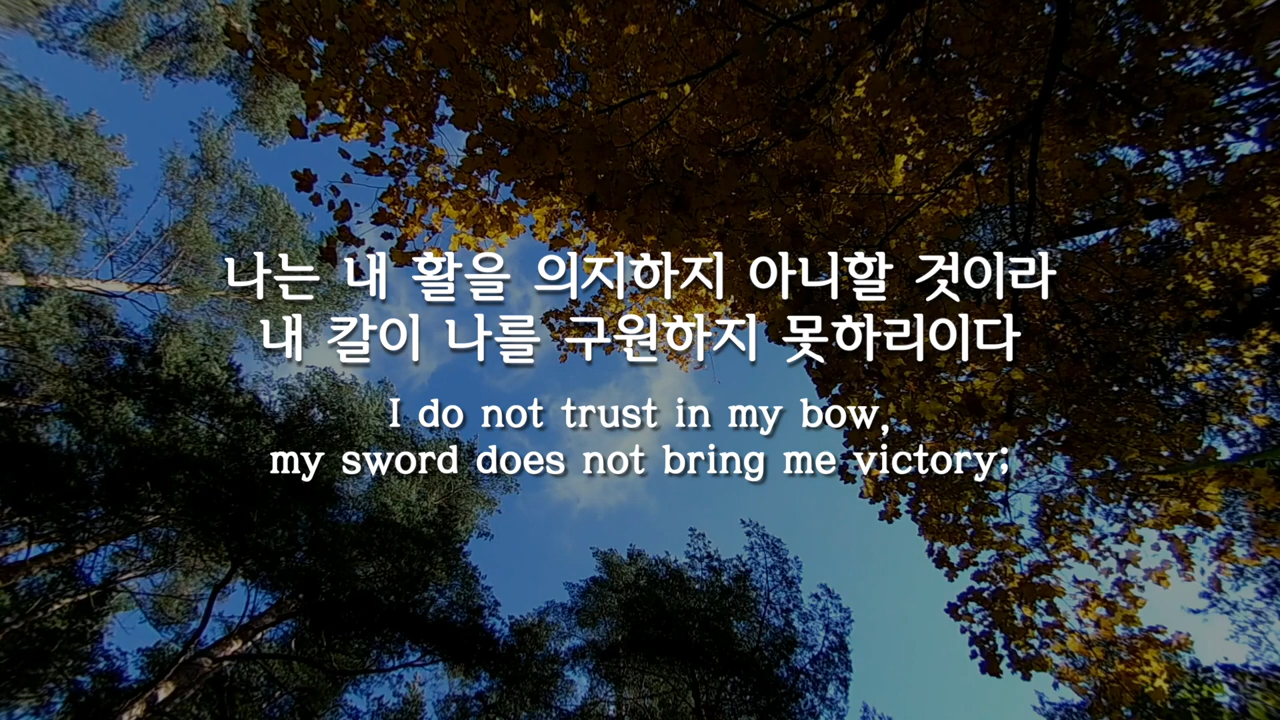 나는 내 활을 의지하지 아니할 것이라
내 칼이 나를 구원하지 못하리이다
I do not trust in my bow,
my sword does not bring me victory;